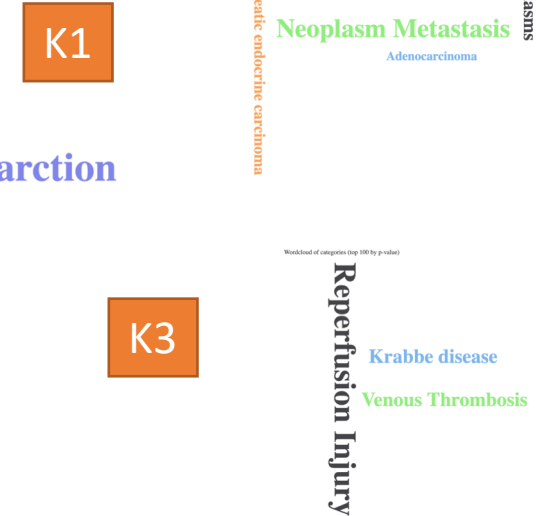 K1
eatic endocrine carcinoma
Neoplasm Metastasis
asms
Adenocarcinoma
arction
Wordcloud of categories (top 100 by p-value)
Reperfusion Injury
K3
Krabbe disease
Venous Thrombosis